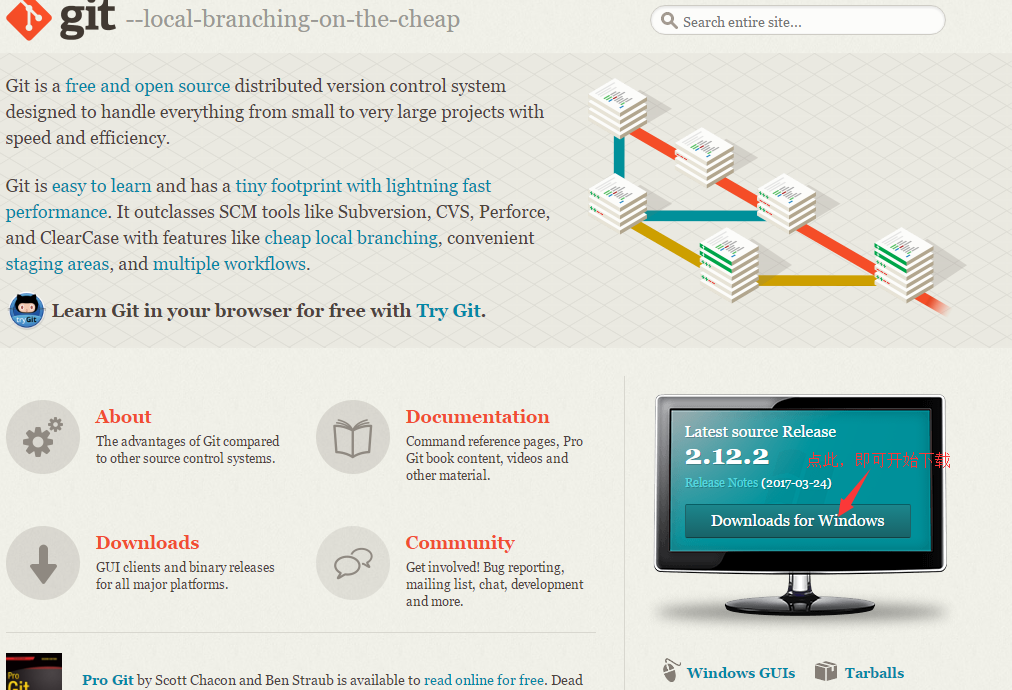 git --local-branching-on-the-cheap
Search entire site...
Git is a free and open source distributed version control system
designed to handle everything from small to very large projects with
speed and efficiency.
Git is easy to learn and has a tiny footprint with lightning fast
performance. It outclasses SCM tools like Subversion, CVS, Perforce,
and ClearCase with features like cheap local branching, convenient
staging areas, and multiple workflows.
tryGit
Learn Git in your browser for free with Try Git.
About
The advantages of Git compared
to other source control systems.
Documentation
Command reference pages, Pro
Git book content, videos and
other material.
Downloads
GUI clients and binary releases
for all major platforms.
Community
Get involved! Bug reporting,
mailing list, chat, development
and more.
Latest source Release
2.12.2
点此，即可开始下载
Release Notes (2017-03-24)
Downloads for Windows
Windows GUIs
Tarballs
Pro
Git
Pro Git by Scott Chacon and Ben Straub is available to read online for free. Dead